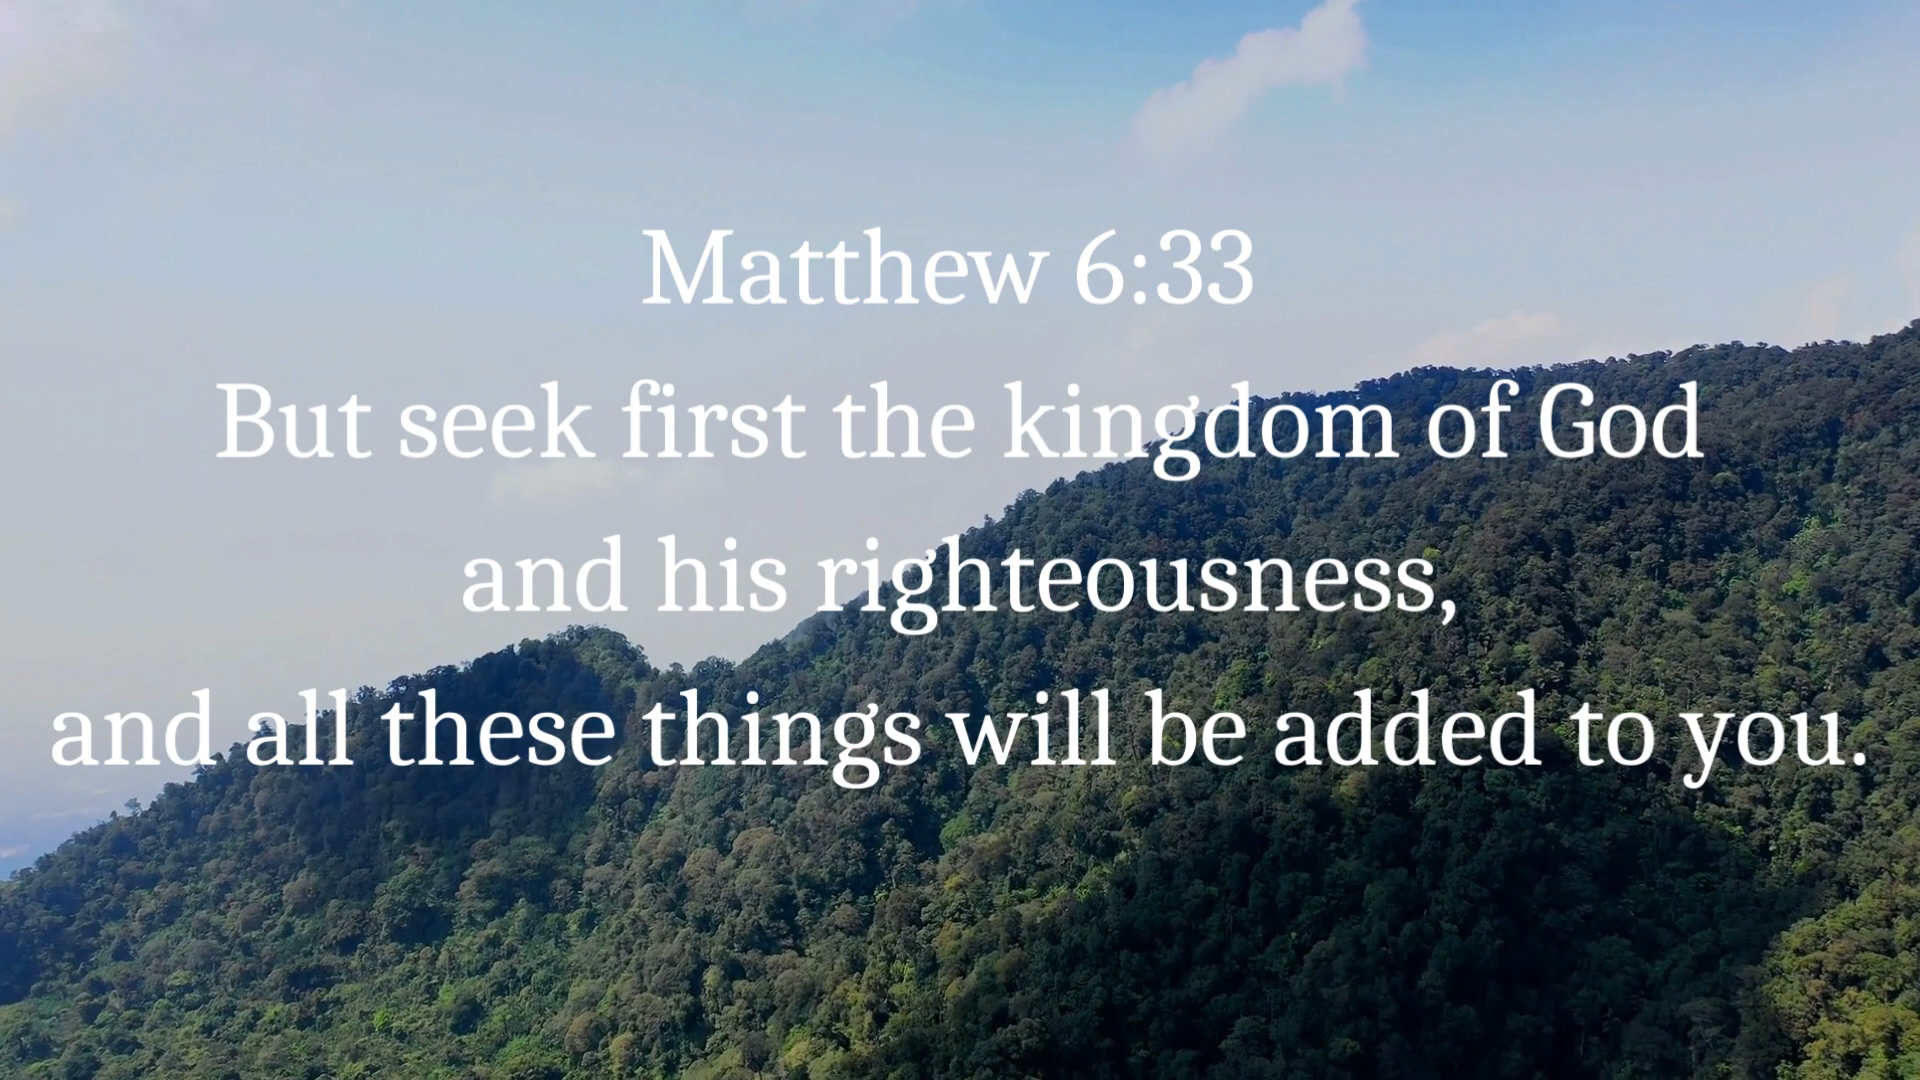 Matthew 6:33
But seek first the kingdom of God
and his righteousness,
and all these things will be added to you.